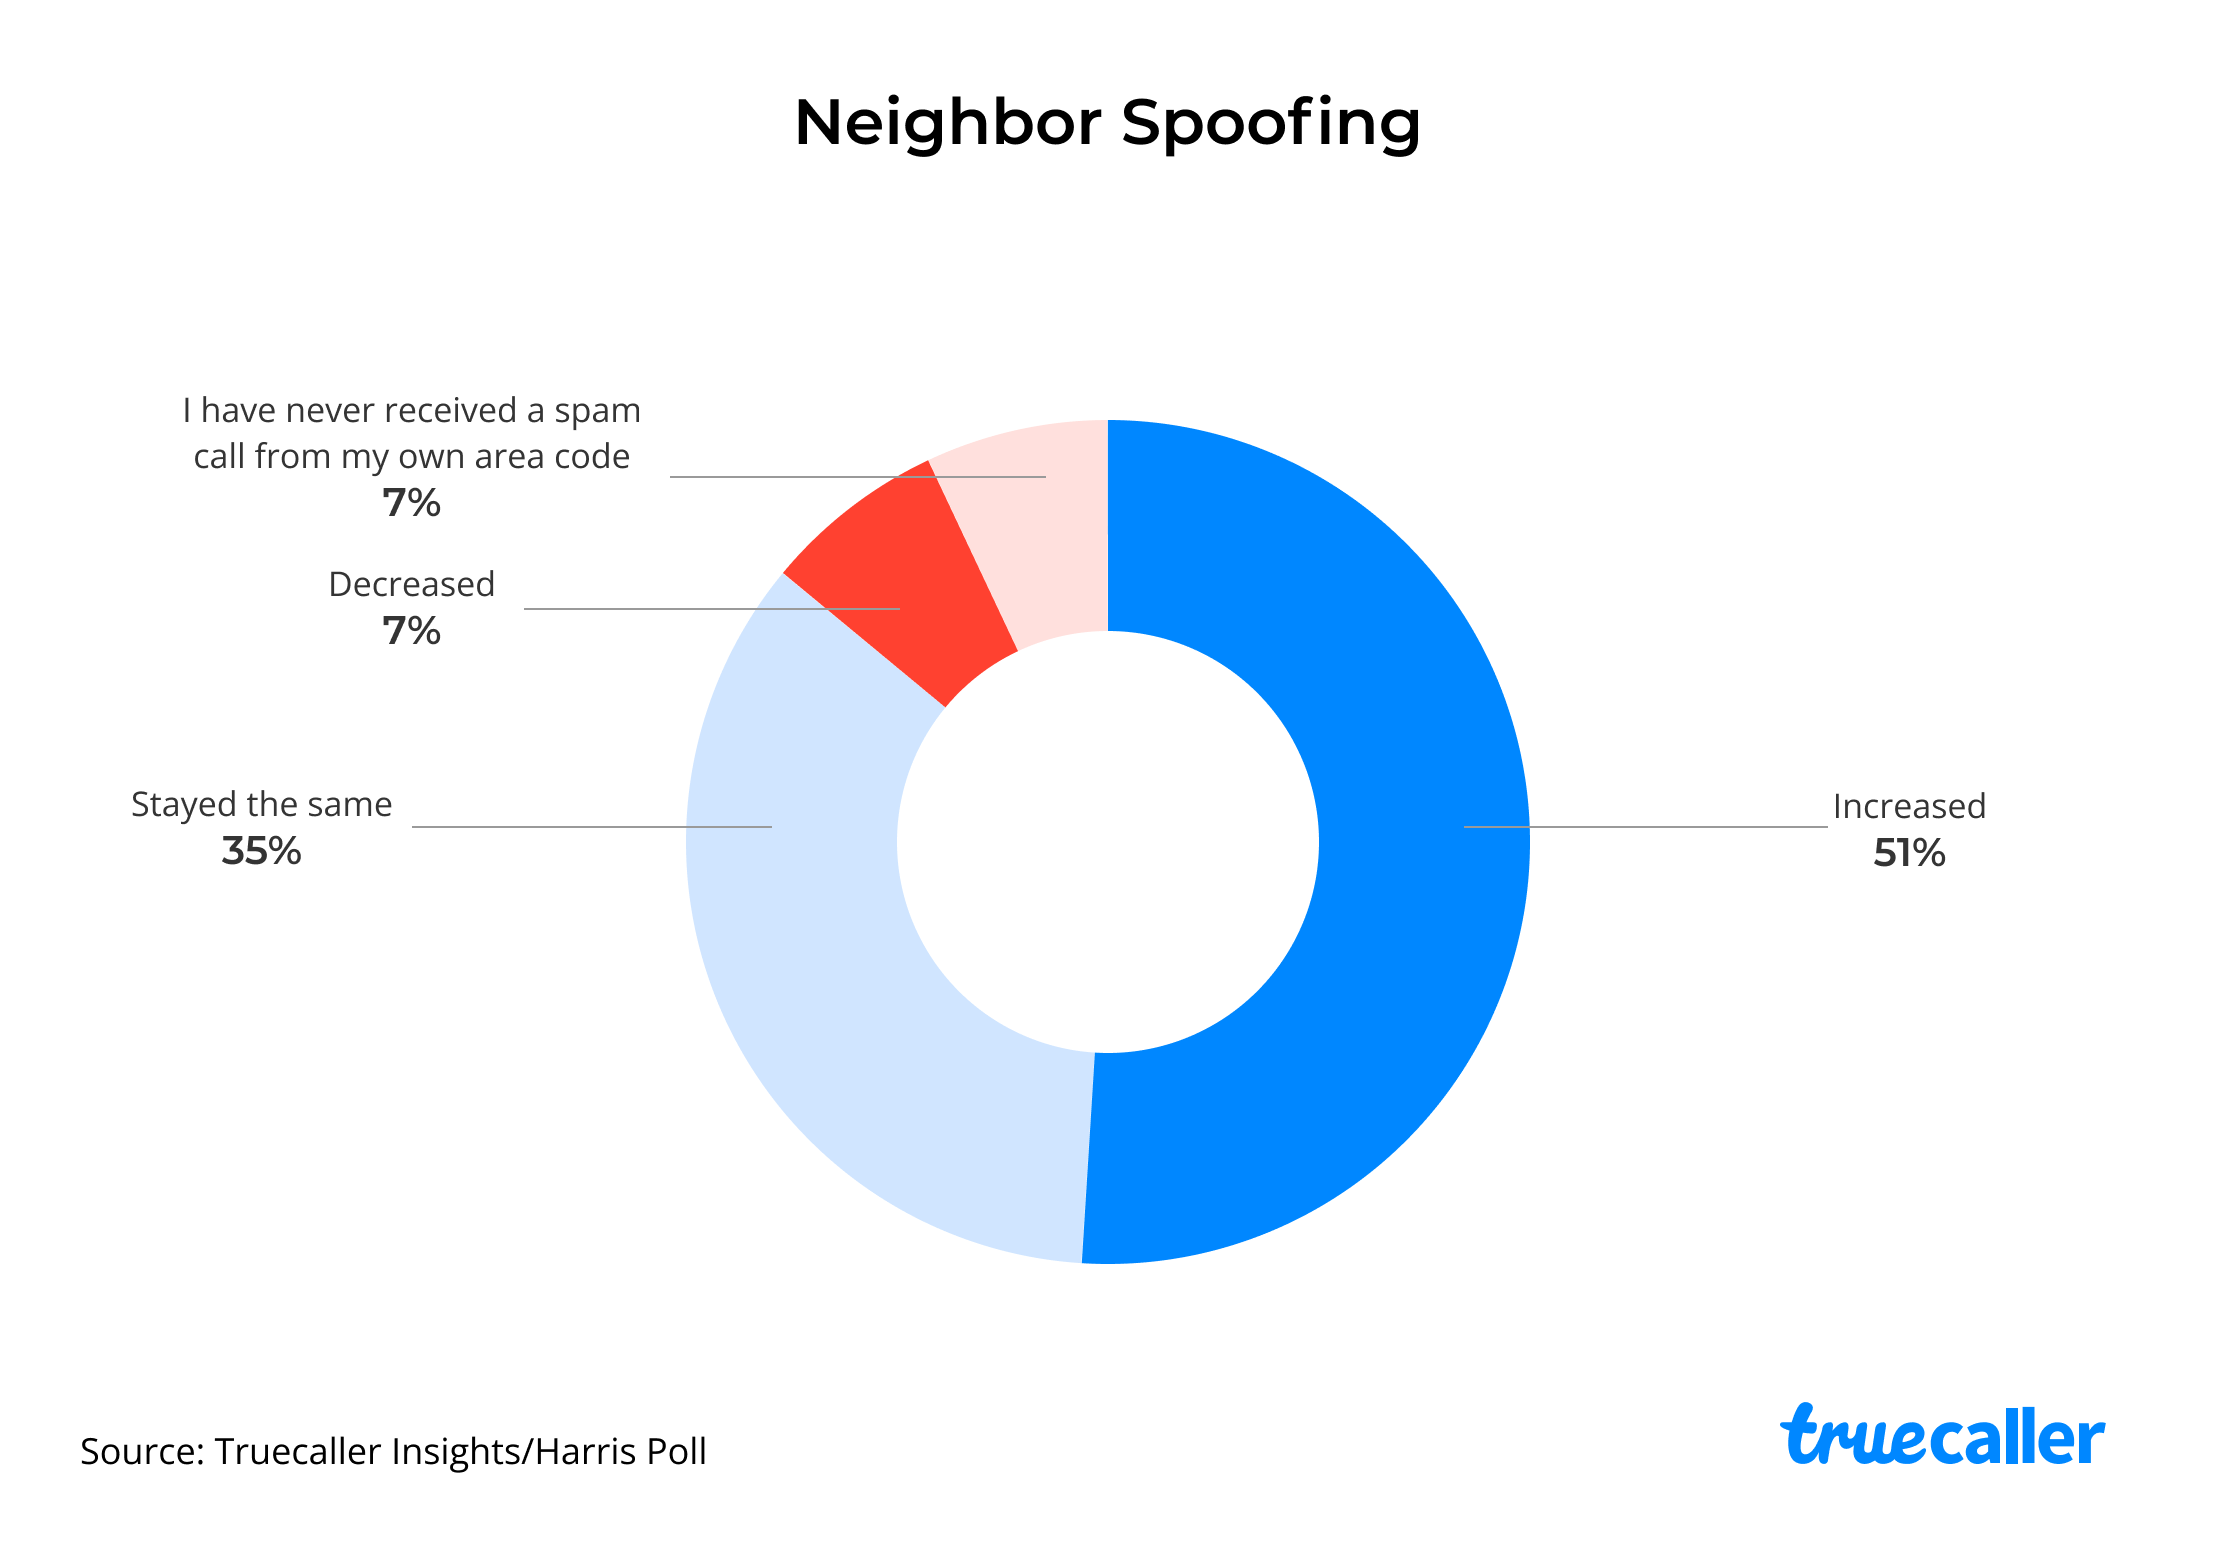 Neighbor Spoofing
I have never received a spam
call from my own area code
7%
Decreased
7%
Stayed the same
35%
Increased
51%
Source: Truecaller Insights/Harris Poll
truecaller